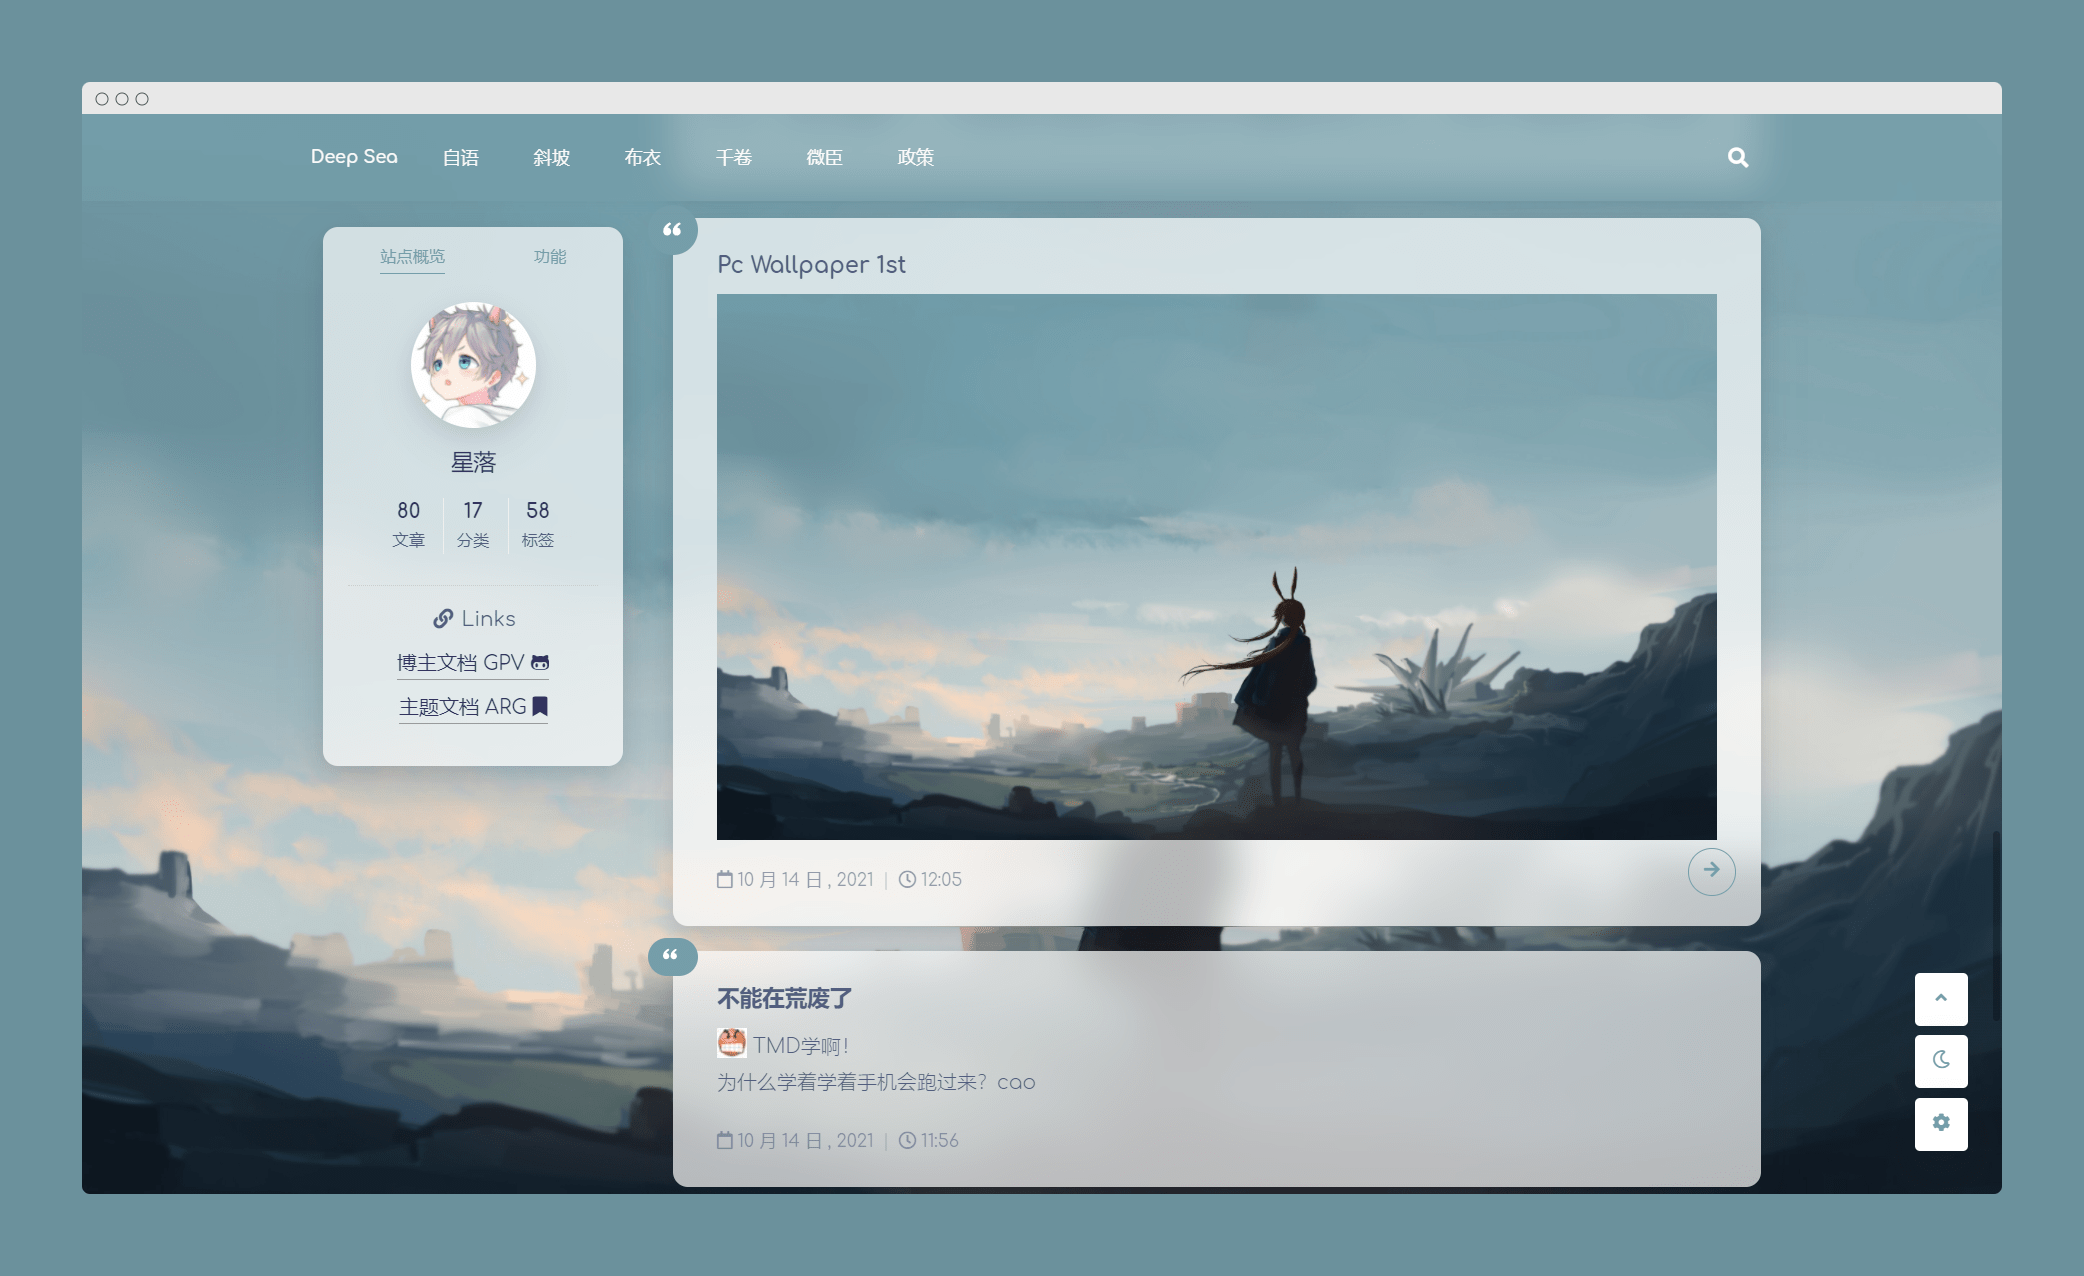 Deep Sea 自语 斜坡 布衣 千卷 微臣 政策
站点概览 功能
星落
80 17 58
文章 分类 标签
Links
博主文档 GPV
主题文档 ARG
Pc Wallpaper 1st
10 月 14 日 , 2021 | 12:05
不能在荒废了
TMD学啊！
为什么学着学着手机会跑过来？cao
10 月 14 日 , 2021 | 11:56